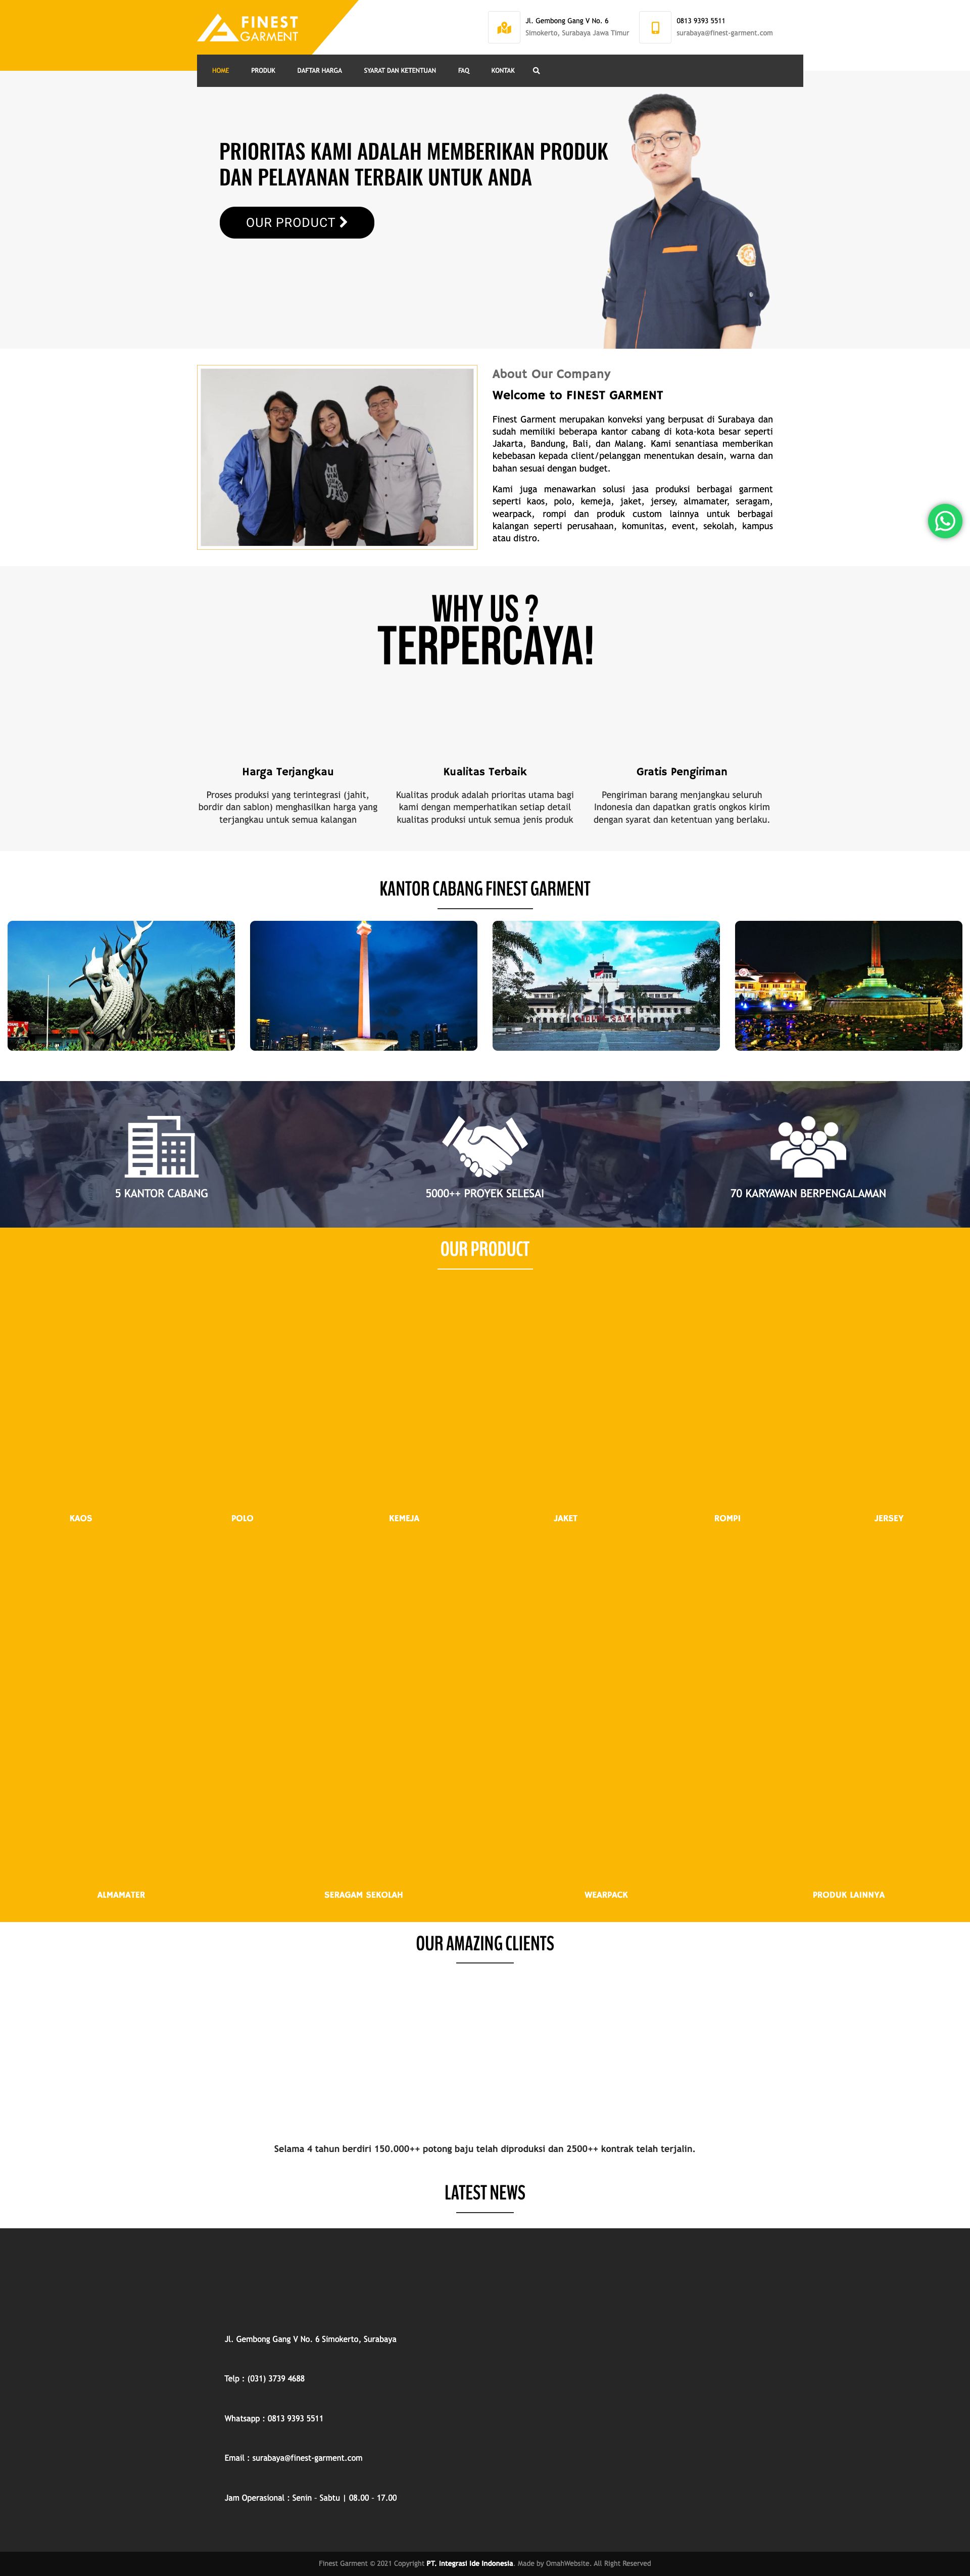 FINEST
GARMENT
Jl. Gembong Gang V No. 6
Simokerto, Surabaya Jawa Timur
0813 9393 5511
surabaya@finest-garment.com
HOME
PRODUK
DAFTAR HARGA
SYARAT DAN KETENTUAN
FAQ
KONTAK
PRIORITAS KAMI ADALAH MEMBERIKAN PRODUK
DAN PELAYANAN TERBAIK UNTUK ANDA
OUR PRODUCT
About Our Company
Welcome to FINEST GARMENT
Finest Garment merupakan konveksi yang berpusat di Surabaya dan
sudah memiliki beberapa kantor cabang di kota-kota besar seperti
Jakarta, Bandung, Bali, dan Malang. Kami senantiasa memberikan
kebebasan kepada client/pelanggan menentukan desain, warna dan
bahan sesuai dengan budget.
Kami juga menawarkan solusi jasa produksi berbagai garment
seperti kaos, polo, kemeja, jaket, jersey, almamater, seragam,
wearpack, rompi dan produk custom lainnya untuk berbagai
kalangan seperti perusahaan, komunitas, event, sekolah, kampus
atau distro.
WHY US ?
TERPERCAYA!
Harga Terjangkau
Proses produksi yang terintegrasi (jahit,
bordir dan sablon) menghasilkan harga yang
terjangkau untuk semua kalangan
Kualitas Terbaik
Kualitas produk adalah prioritas utama bagi
kami dengan memperhatikan setiap detail
kualitas produksi untuk semua jenis produk
Gratis Pengiriman
Pengiriman barang menjangkau seluruh
Indonesia dan dapatkan gratis ongkos kirim
dengan syarat dan ketentuan yang berlaku.
KANTOR CABANG FINEST GARMENT
5 KANTOR CABANG
5000++ PROYEK SELESAI
70 KARYAWAN BERPENGALAMAN
OUR PRODUCT
KAOS
POLO
KEMEJA
JAKET
ROMPI
JERSEY
ALMAMATER
SERAGAM SEKOLAH
WEARPACK
PRODUK LAINNYA
OUR AMAZING CLIENTS
Selama 4 tahun berdiri 150.000++ potong baju telah diproduksi dan 2500++ kontrak telah terjalin.
LATEST NEWS
Jl. Gembong Gang V No. 6 Simokerto, Surabaya
Telp : (031) 3739 4688
Whatsapp : 0813 9393 5511
Email : surabaya@finest-garment.com
Jam Operasional : Senin – Sabtu | 08.00 – 17.00
Finest Garment © 2021 Copyright PT. Integrasi Ide Indonesia. Made by OmahWebsite. All Right Reserved